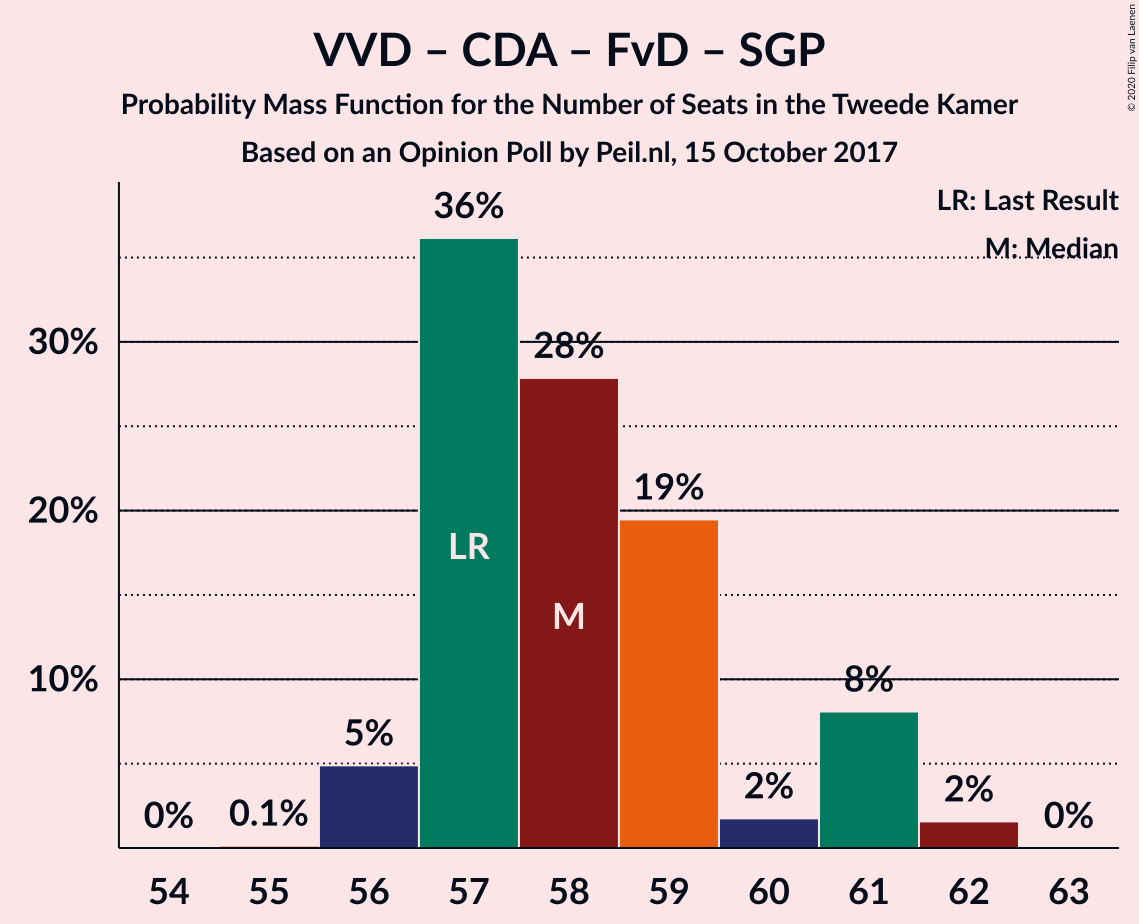 VVD – CDA – FvD – SGP
Probability Mass Function for the Number of Seats in the Tweede Kamer
Based on an Opinion Poll by Peil.nl, 15 October 2017
© 2020 Filip van Laenen
LR: Last Result
M: Median
36%
30%
28%
20%
19%
LR
M
10%
8%
5%
2%
2%
0%
0.1%
0%
54 55 56 57 58 59 60 61 62 63